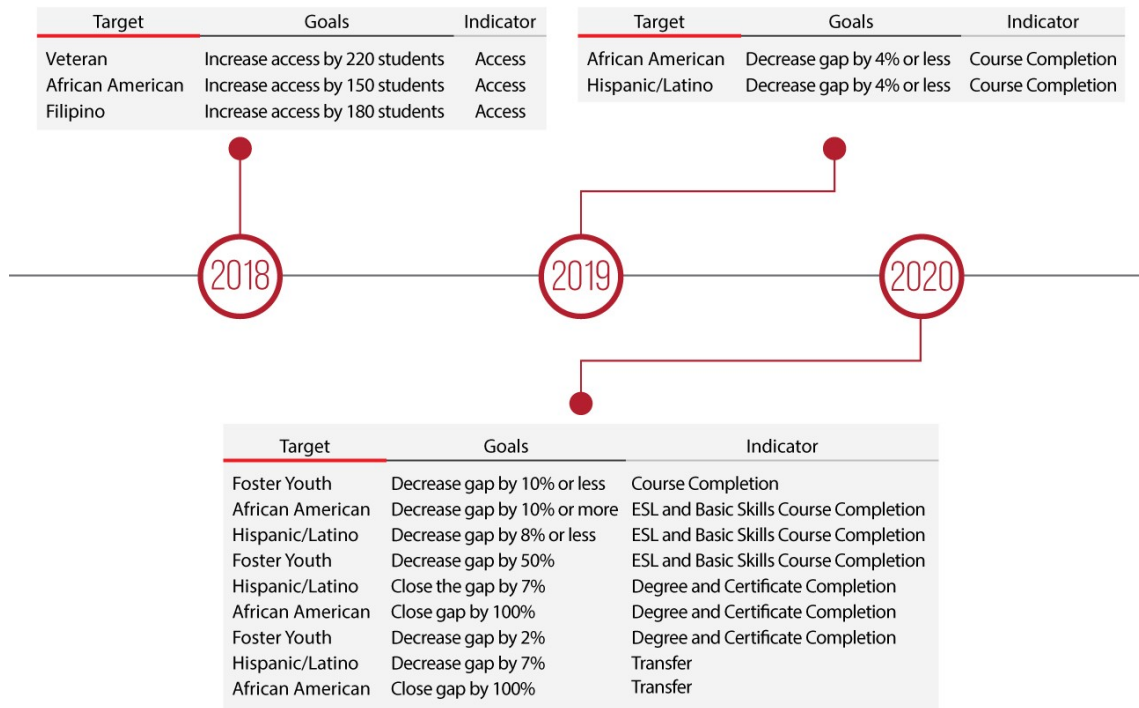 Target Goals Indicator
Veteran Increase access by 220 students Access
African American Increase access by 150 students Access
Filipino Increase access by 180 students Access
Target Goals Indicator
African American Decrease gap by 4% or less Course Completion
Hispanic/Latino Decrease gap by 4% or less Course Completion
2018
2019
2020
Target Goals Indicator
Foster Youth Decrease gap by 10% or less Course Completion
African American Decrease gap by 10% or more ESL and Basic Skills Course Completion
Hispanic/Latino Decrease gap by 8% or less ESL and Basic Skills Course Completion
Foster Youth Decrease gap by 50% ESL and Basic Skills Course Completion
Hispanic/Latino Close the gap by 7% Degree and Certificate Completion
African American Close gap by 100% Degree and Certificate Completion
Foster Youth Decrease gap by 2% Degree and Certificate Completion
Hispanic/Latino Decrease gap by 7% Transfer
African American Close gap by 100% Transfer